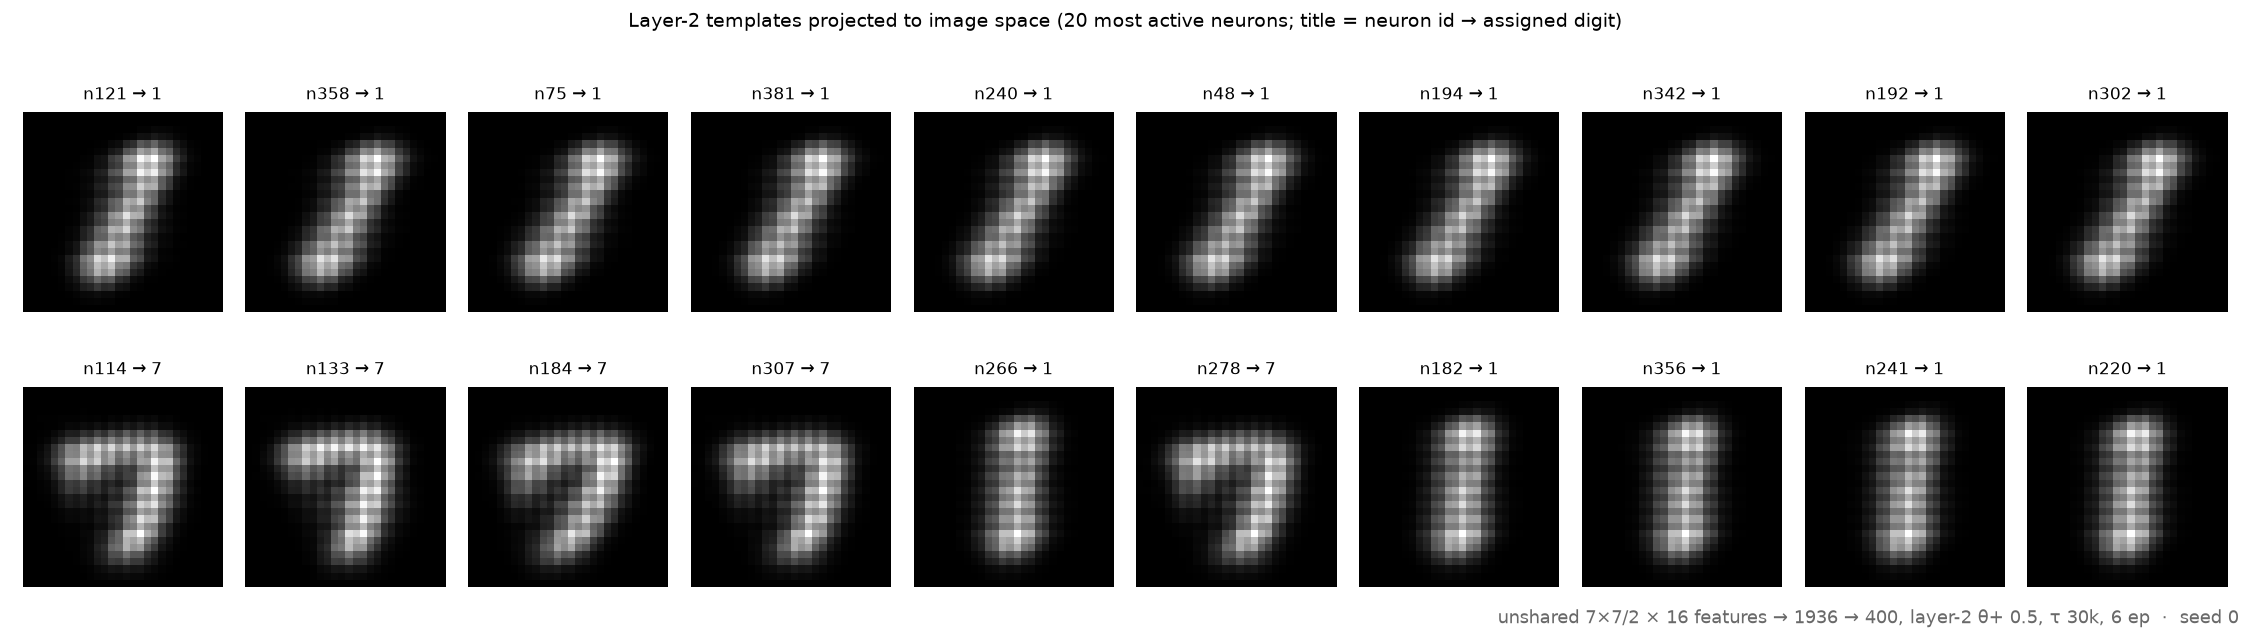 Layer-2 templates projected to image space (20 most active neurons; title = neuron id → assigned digit)
n121 → 1 n358 → 1 n75 → 1 n381 → 1 n240 → 1 n48 → 1 n194 → 1 n342 → 1 n192 → 1 n302 → 1
n114 → 7 n133 → 7 n184 → 7 n307 → 7 n266 → 1 n278 → 7 n182 → 1 n356 → 1 n241 → 1 n220 → 1
unshared 7×7/2 × 16 features → 1936 → 400, layer-2 θ+ 0.5, τ 30k, 6 ep · seed 0